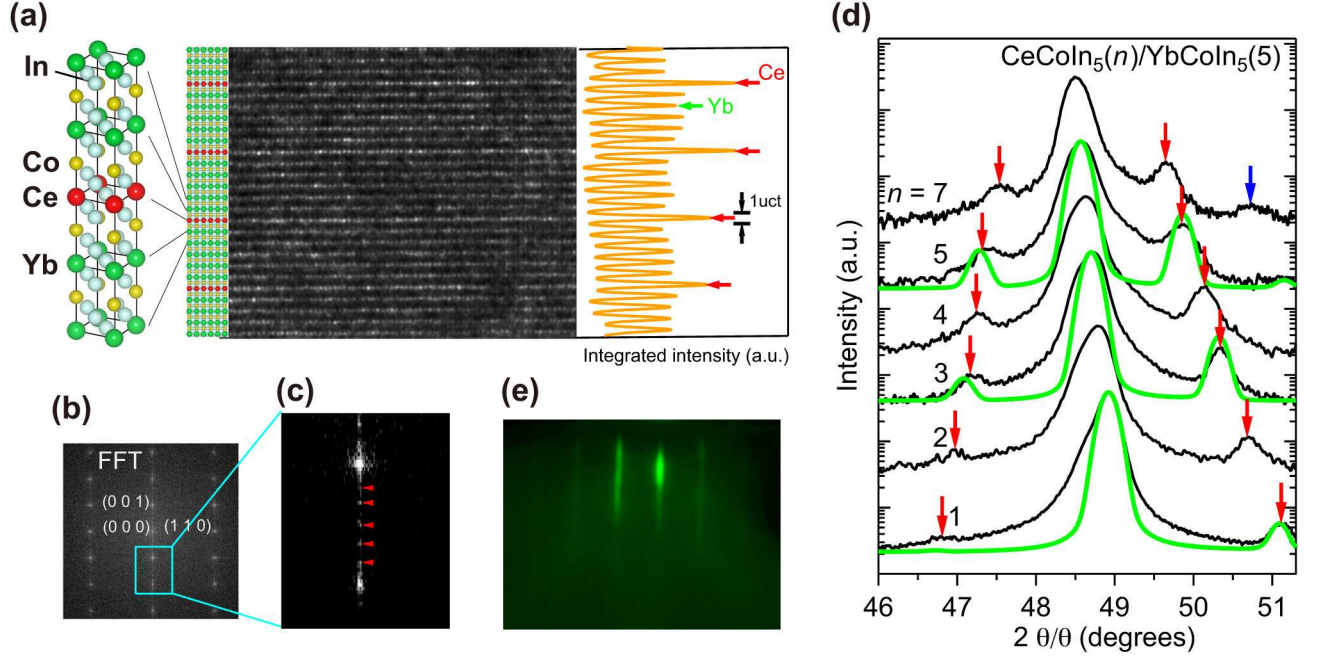 (a)
In
Co
Ce
Yb
Ce
Yb
1uct
Integrated intensity (a.u.)
(b)
FFT
(0 0 1)
(0 0 0)
(1 1 0)
(c)
(e)
(d)
CeCoIn₅(n)/YbCoIn₅(5)
n = 7
5
4
3
2
1
Intensity (a.u.)
46 47 48 49 50 51
2 θ/θ (degrees)